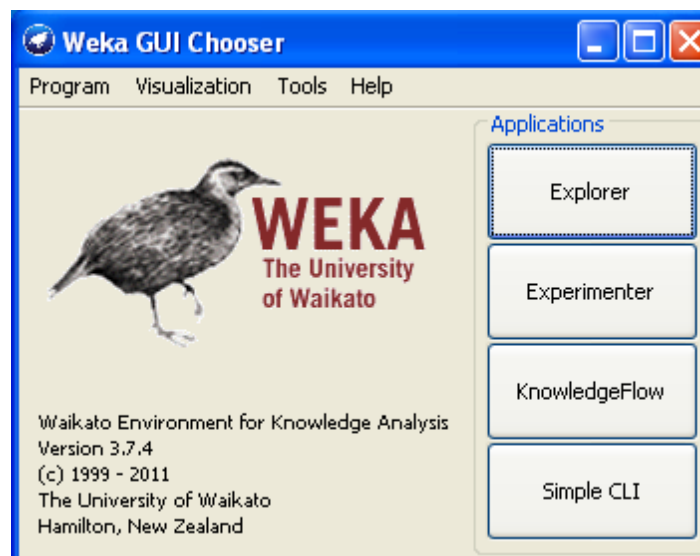 Weka GUI Chooser
Program Visualization Tools Help
Applications
Explorer
Experimenter
KnowledgeFlow
Simple CLI
WEKA
The University
of Waikato
Waikato Environment for Knowledge Analysis
Version 3.7.4
(c) 1999 - 2011
The University of Waikato
Hamilton, New Zealand